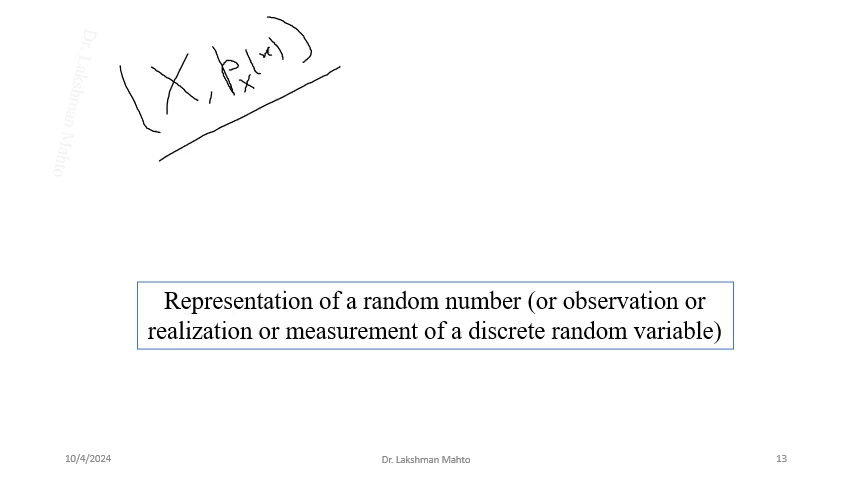 (X, p_X(x))
Dr. Lakshman Mahto
Representation of a random number (or observation or
realization or measurement of a discrete random variable)
10/4/2024
Dr. Lakshman Mahto
13